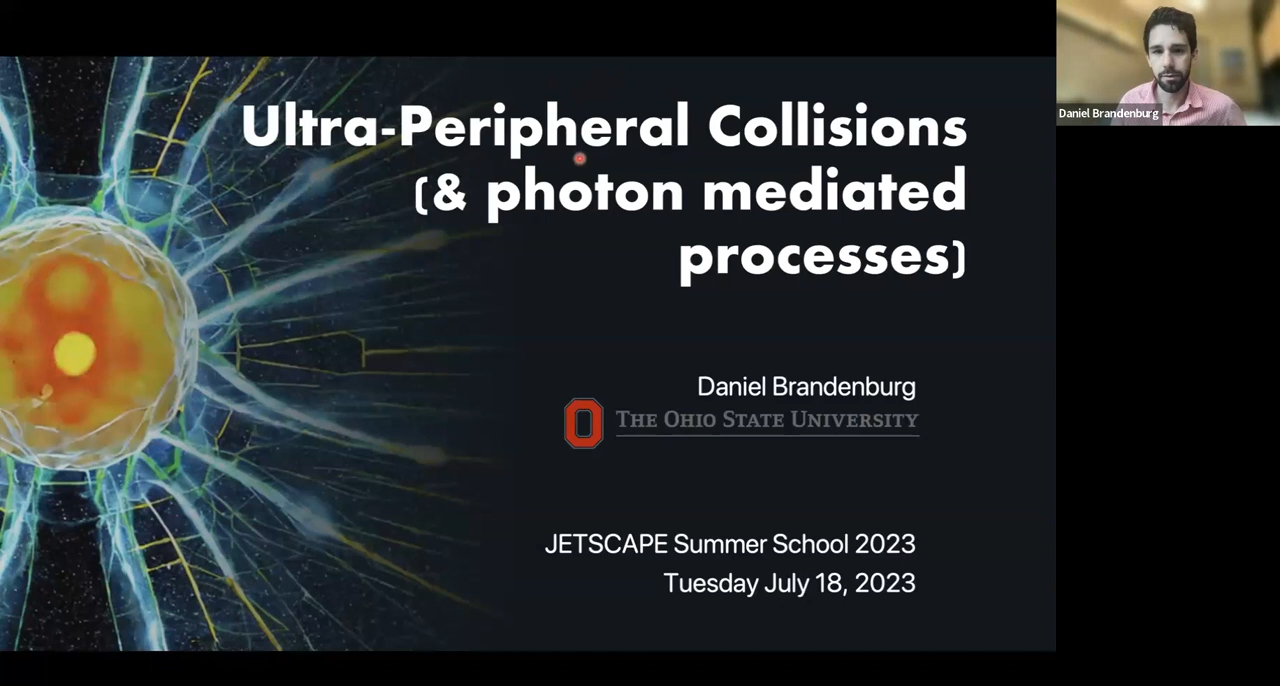 Ultra-Peripheral Collisions
(& photon mediated
processes)
Daniel Brandenburg
THE OHIO STATE UNIVERSITY
JETSCAPE Summer School 2023
Tuesday July 18, 2023
Daniel Brandenburg